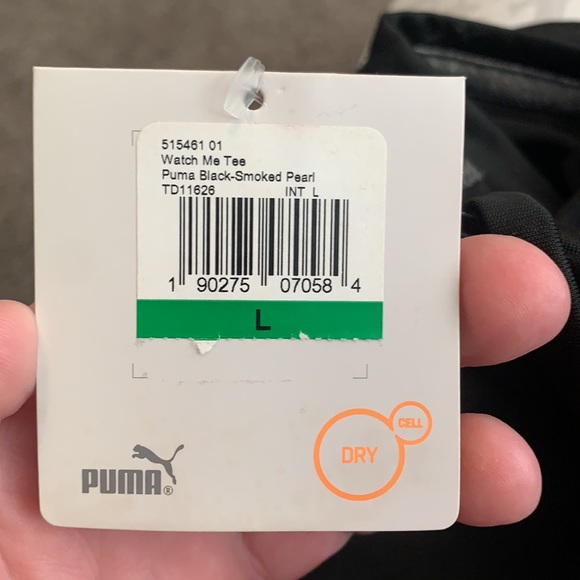 515461 01
Watch Me Tee
Puma Black-Smoked Pearl
TD11626 INT L
1 90275 07058 4
L
CELL
DRY
PUMA®